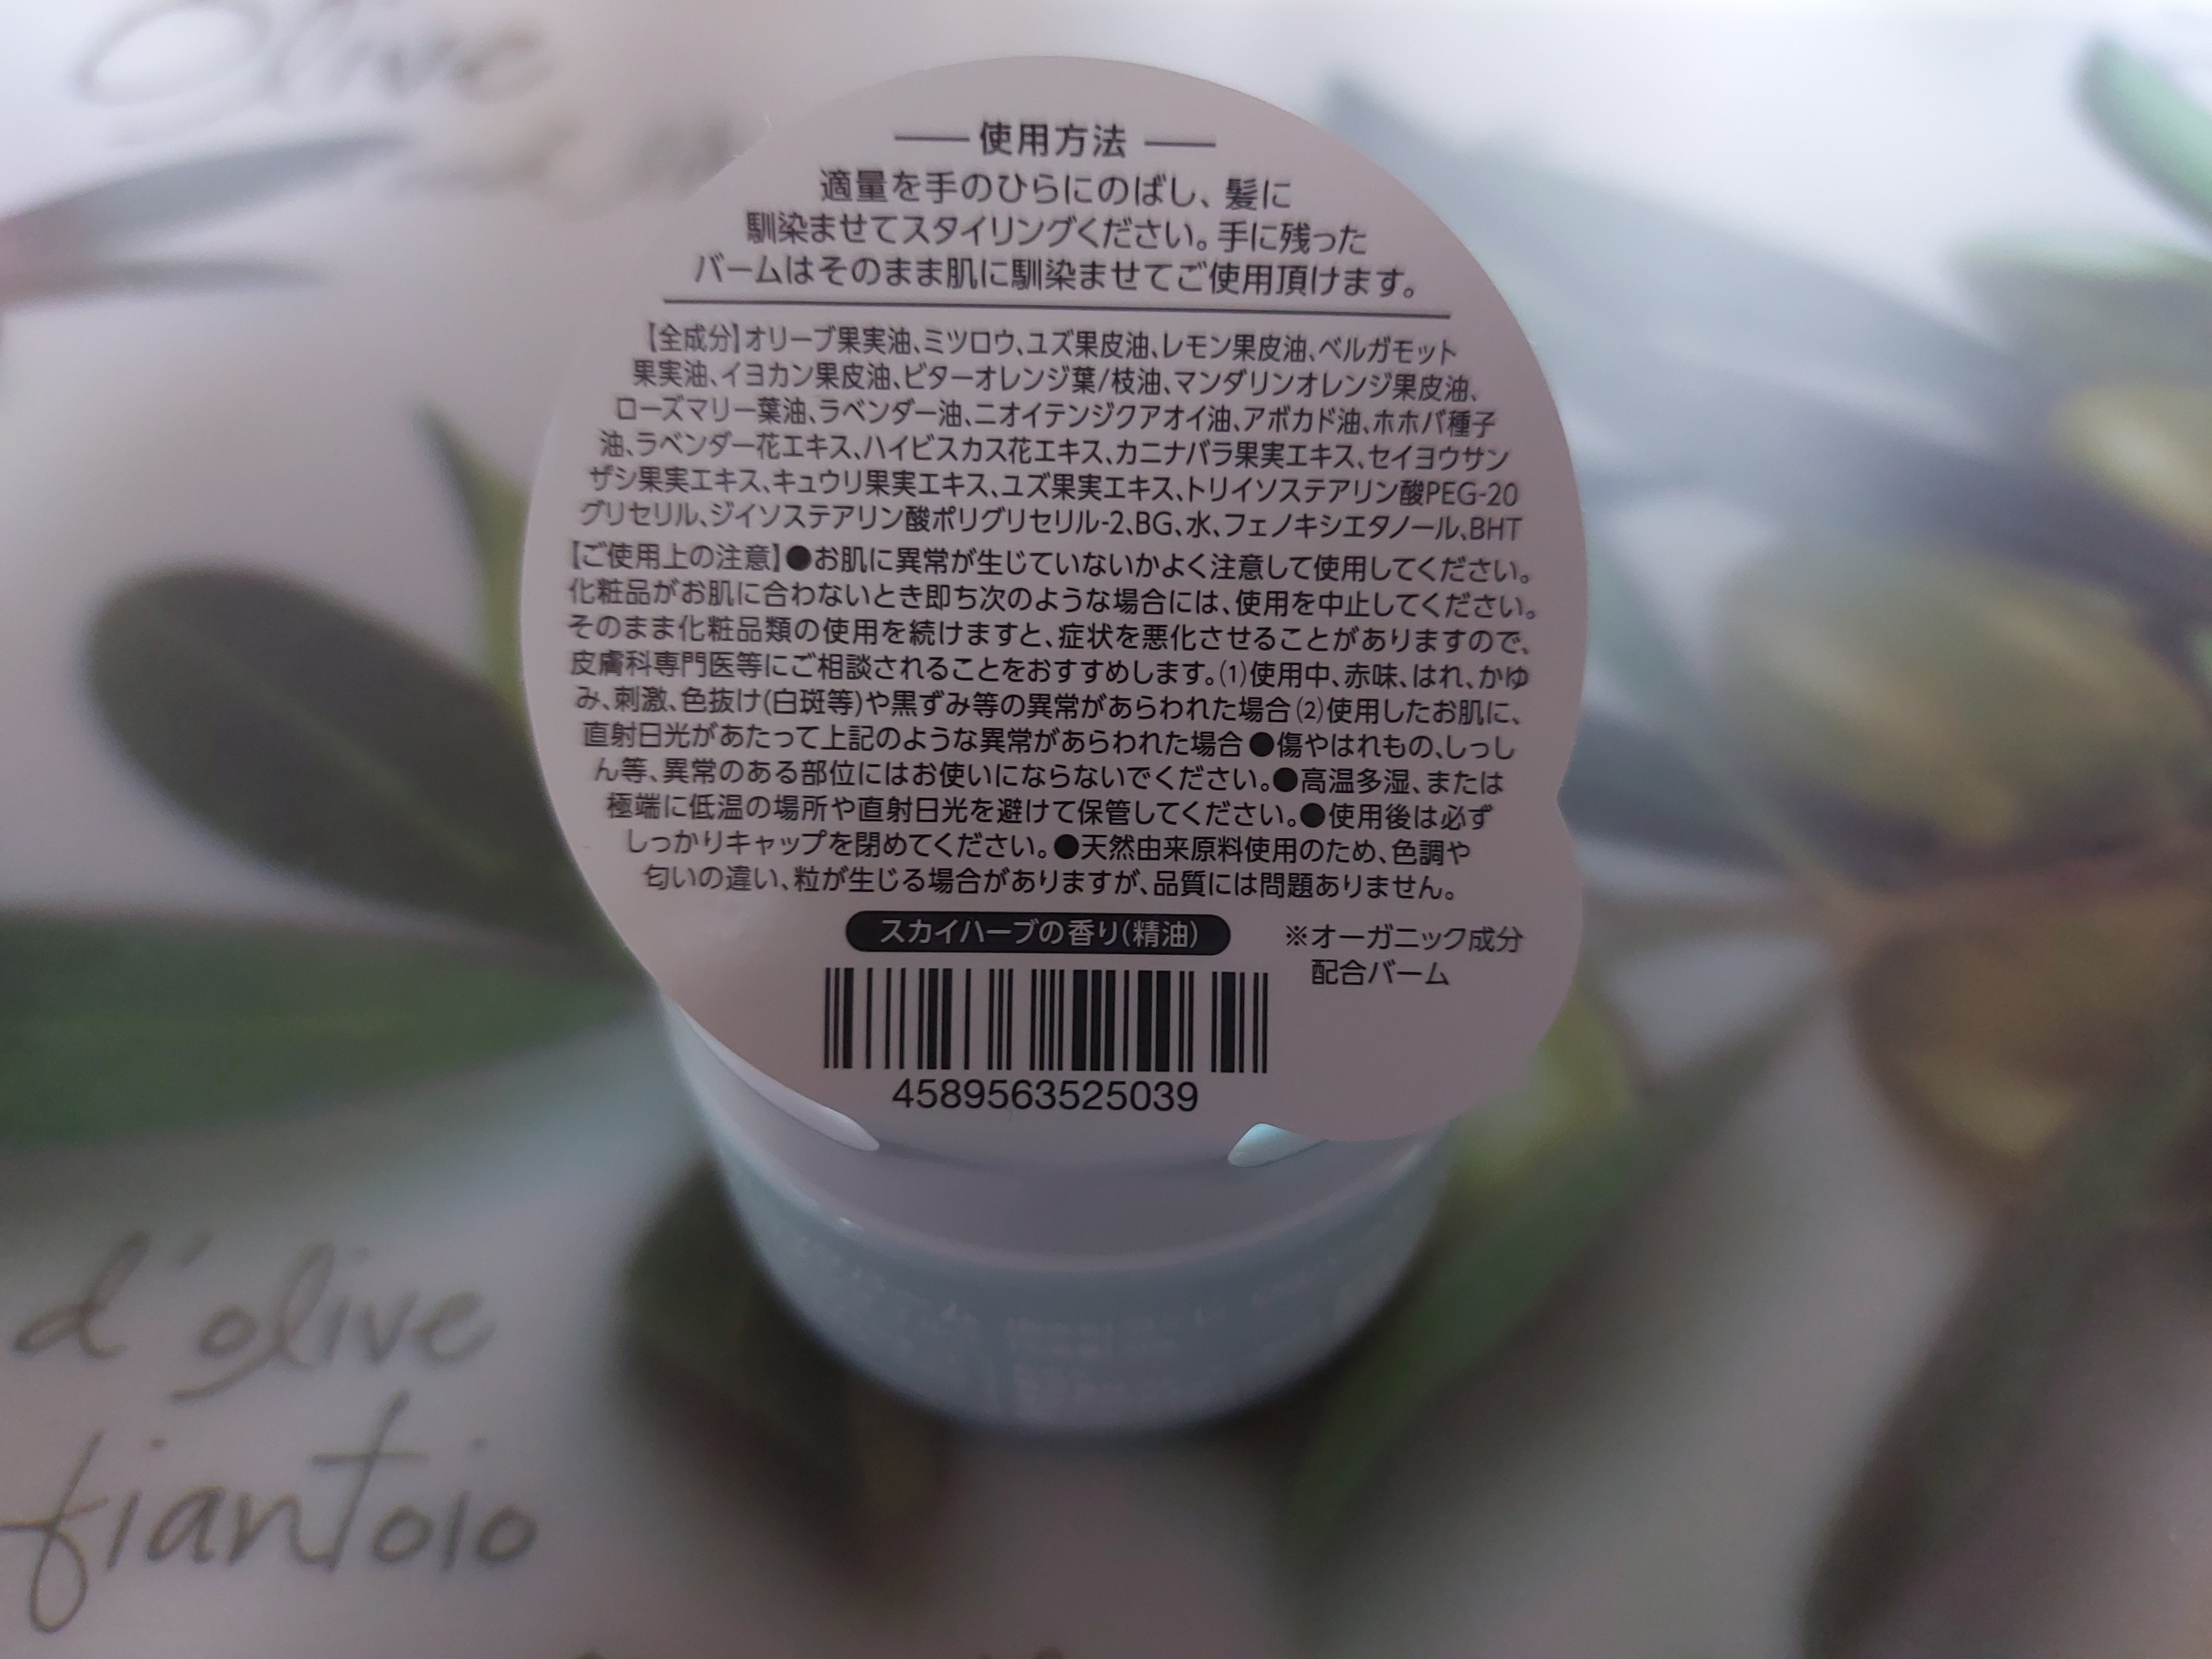 Olive
使用方法
適量を手のひらにのばし、髪に
馴染ませてスタイリングください。手に残った
バームはそのまま肌に馴染ませてご使用頂けます。
【全成分】オリーブ果実油、ミツロウ、ユズ果皮油、レモン果皮油、ベルガモット
果実油、イヨカン果皮油、ビターオレンジ葉/枝油、マンダリンオレンジ果皮油、
ローズマリー葉油、ラベンダー油、ニオイテンジクアオイ油、アボカド油、ホホバ種子
油、ラベンダー花エキス、ハイビスカス花エキス、カニナバラ果実エキス、セイヨウサン
ザシ果実エキス、キュウリ果実エキス、ユズ果実エキス、トリイソステアリン酸PEG-20
グリセリル、ジイソステアリン酸ポリグリセリル-2、BG、水、フェノキシエタノール、BHT
【ご使用上の注意】●お肌に異常が生じていないかよく注意して使用してください。
化粧品がお肌に合わないとき即ち次のような場合には、使用を中止してください。
そのまま化粧品類の使用を続けますと、症状を悪化させることがありますので、
皮膚科専門医等にご相談されることをおすすめします。⑴使用中、赤味、はれ、かゆ
み、刺激、色抜け(白斑等)や黒ずみ等の異常があらわれた場合⑵使用したお肌に、
直射日光があたって上記のような異常があらわれた場合●傷やはれもの、しっし
ん等、異常のある部位にはお使いにならないでください。●高温多湿、または
極端に低温の場所や直射日光を避けて保管してください。●使用後は必ず
しっかりキャップを閉めてください。●天然由来原料使用のため、色調や
匂いの違い、粒が生じる場合がありますが、品質には問題ありません。
スカイハーブの香り(精油)
※オーガニック成分
配合バーム
4589563525039
d'olive
fiantoio